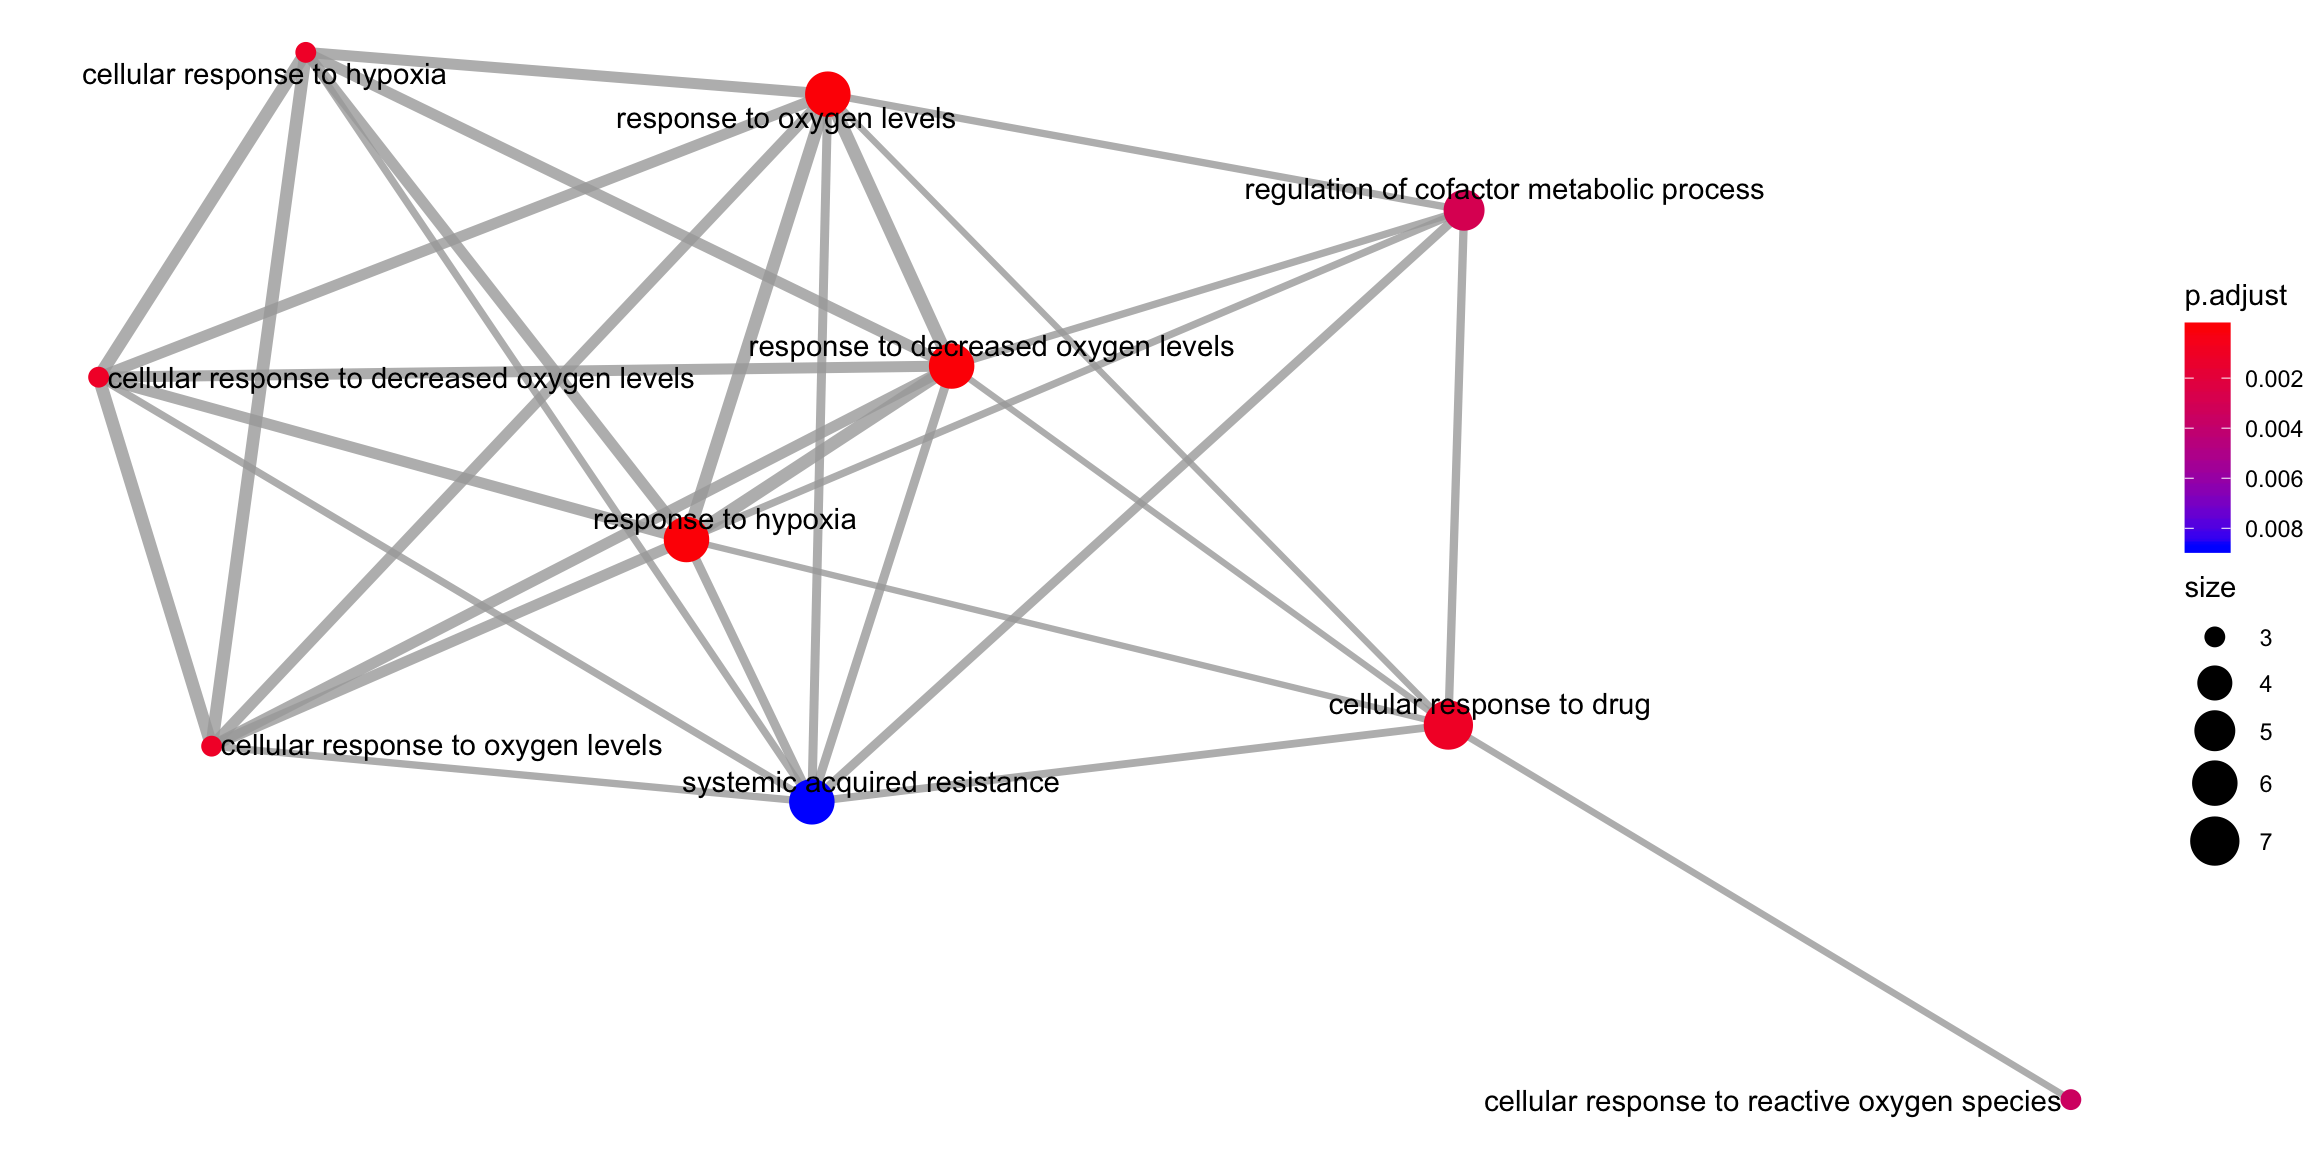 cellular response to hypoxia
response to oxygen levels
regulation of cofactor metabolic process
response to decreased oxygen levels
cellular response to decreased oxygen levels
response to hypoxia
cellular response to drug
cellular response to oxygen levels
systemic acquired resistance
cellular response to reactive oxygen species
p.adjust
0.002
0.004
0.006
0.008
size
3
4
5
6
7